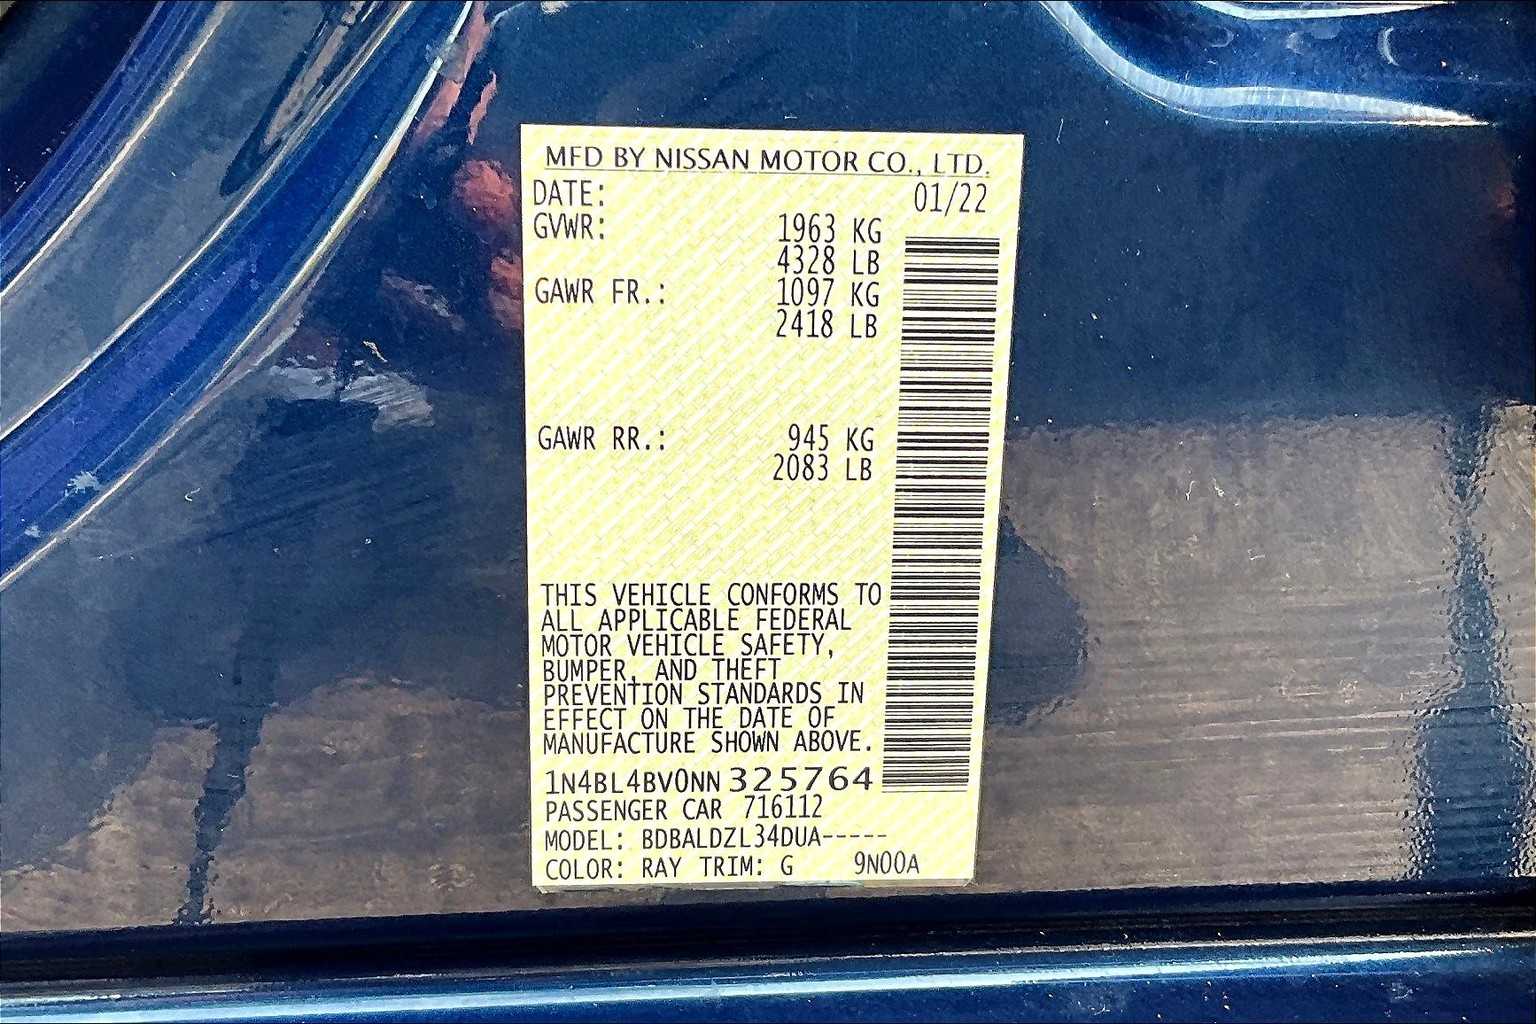 MFD BY NISSAN MOTOR CO., LTD.
DATE: 01/22
GVWR: 1963 KG
4328 LB
GAWR FR.: 1097 KG
2418 LB
GAWR RR.: 945 KG
2083 LB
THIS VEHICLE CONFORMS TO
ALL APPLICABLE FEDERAL
MOTOR VEHICLE SAFETY,
BUMPER, AND THEFT
PREVENTION STANDARDS IN
EFFECT ON THE DATE OF
MANUFACTURE SHOWN ABOVE.
1N4BL4BV0NN325764
PASSENGER CAR 716112
MODEL: BDBALDZL34DUA-----
COLOR: RAY TRIM: G 9N00A